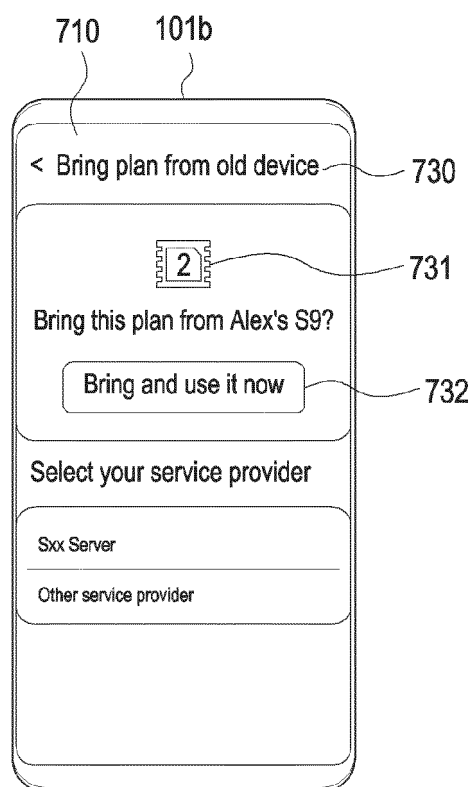 710
101b
< Bring plan from old device
730
2
731
Bring this plan from Alex's S9?
Bring and use it now
732
Select your service provider
Sxx Server
Other service provider